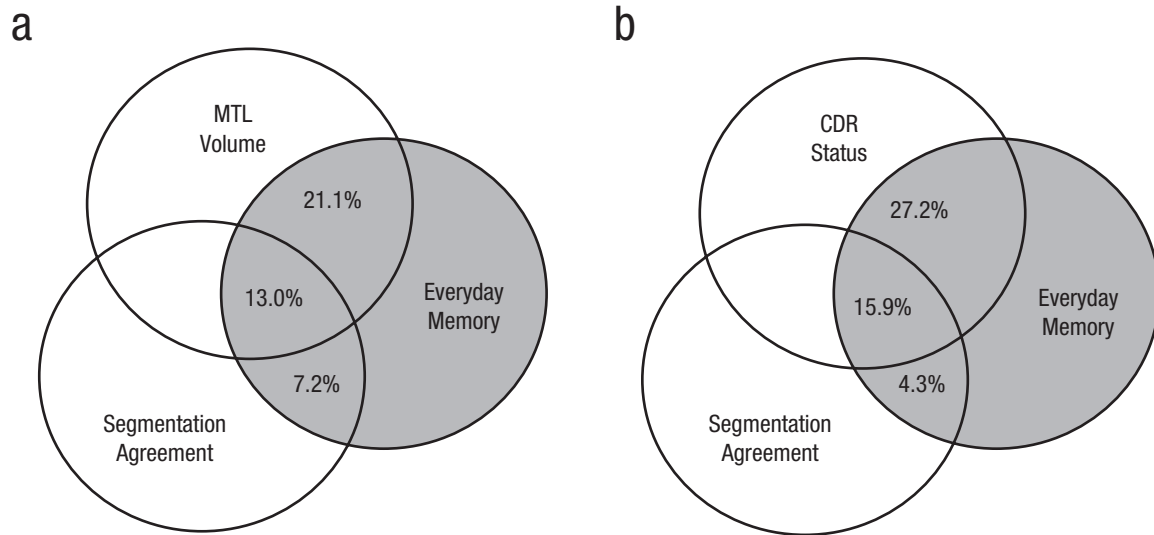 a
MTL
Volume
21.1%
13.0%
Everyday
Memory
7.2%
Segmentation
Agreement
b
CDR
Status
27.2%
15.9%
Everyday
Memory
4.3%
Segmentation
Agreement